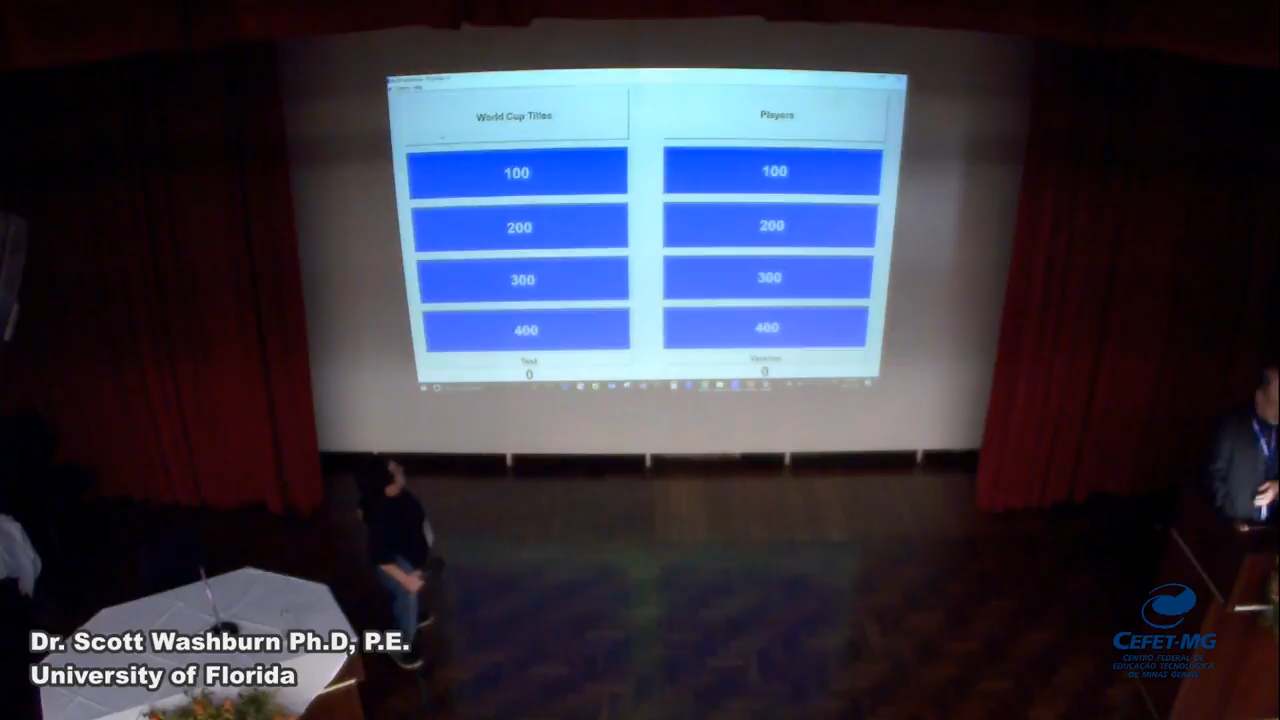 World Cup Titles
Players
100
100
200
200
300
300
400
400
0
0
Dr. Scott Washburn Ph.D, P.E.
University of Florida
CEFET-MG
CENTRO FEDERAL DE
EDUCAÇÃO TECNOLÓGICA
DE MINAS GERAIS